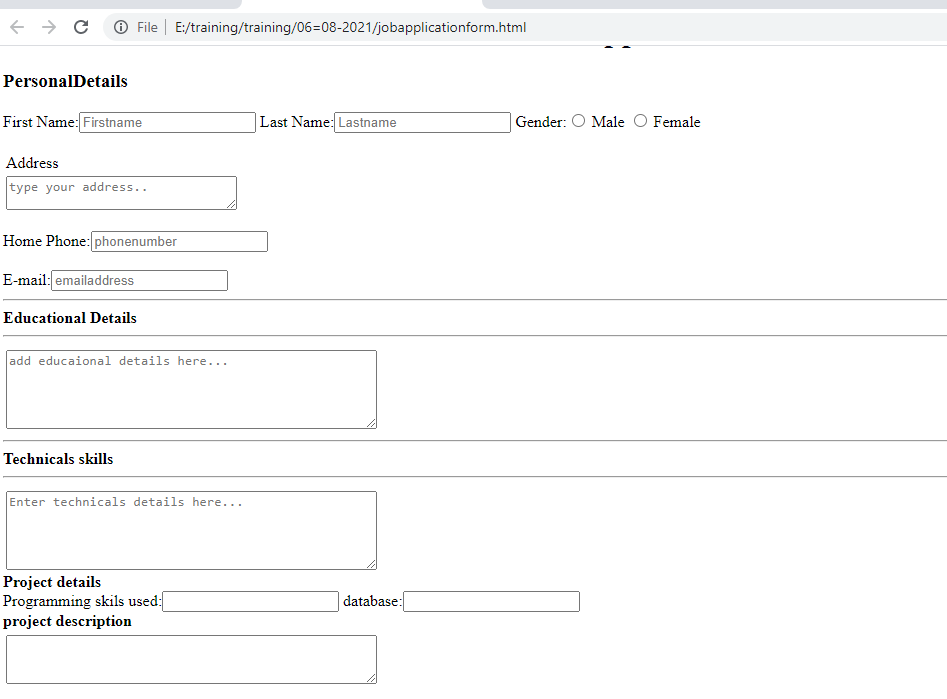 File E:/training/training/06=08-2021/jobapplicationform.html
PersonalDetails
First Name: Firstname Last Name: Lastname Gender: Male Female
Address
type your address..
Home Phone: phonenumber
E-mail: emailaddress
Educational Details
add educaional details here...
Technicals skills
Enter technicals details here...
Project details
Programming skils used: database:
project description